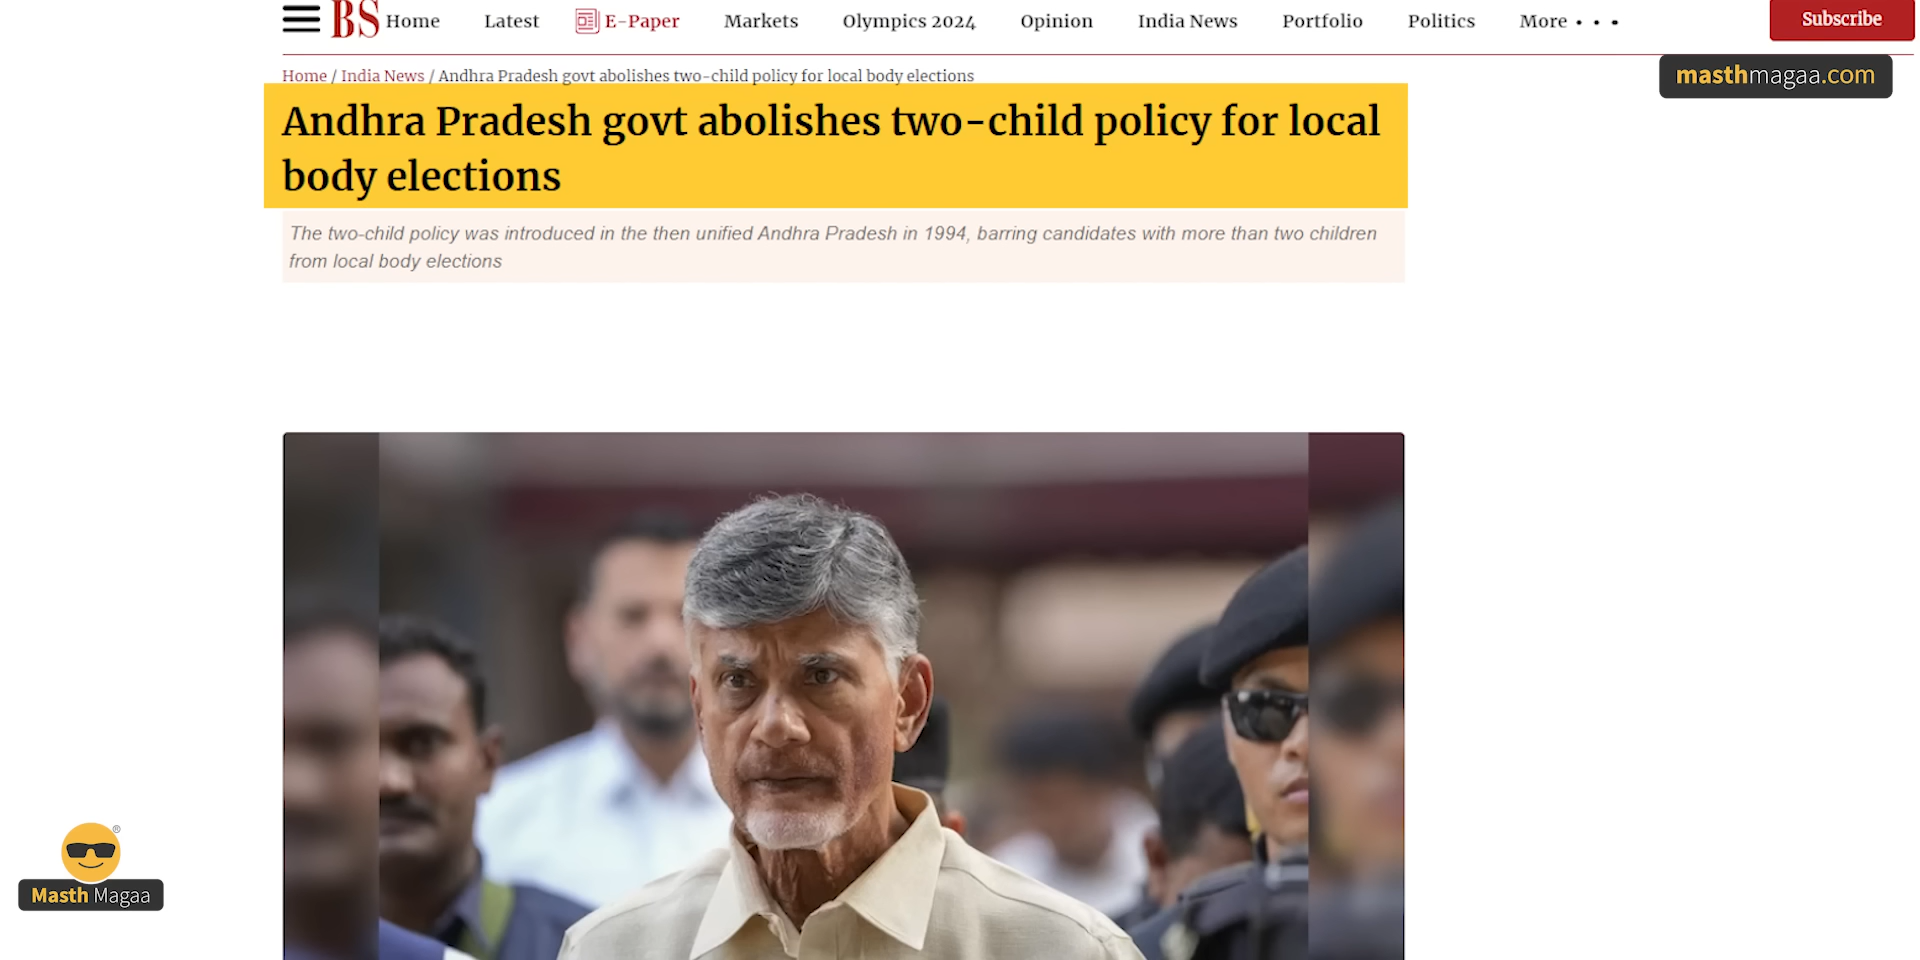 BS Home Latest E-Paper Markets Olympics 2024 Opinion India News Portfolio Politics More • • • Subscribe
Home / India News / Andhra Pradesh govt abolishes two-child policy for local body elections
masthmagaa.com
Andhra Pradesh govt abolishes two-child policy for local
body elections
The two-child policy was introduced in the then unified Andhra Pradesh in 1994, barring candidates with more than two children
from local body elections
®
Masth Magaa